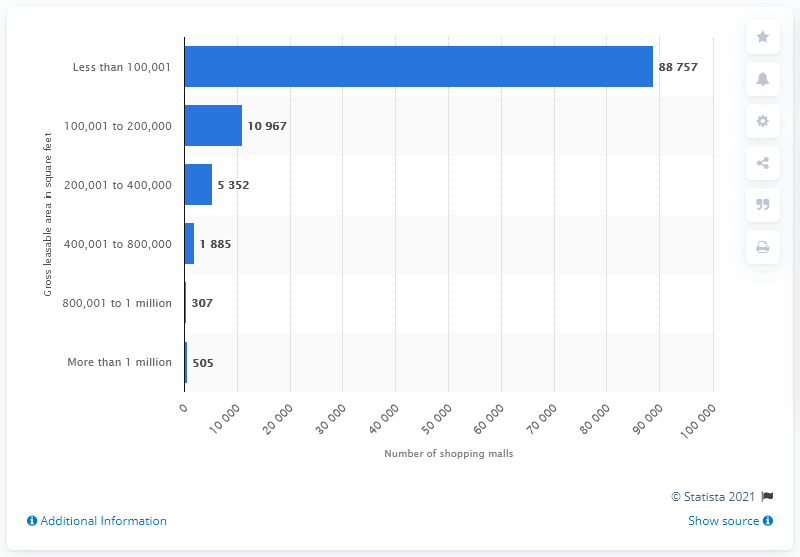 Gross leasable area in square feet
Less than 100,001
88 757
100,001 to 200,000
10 967
200,001 to 400,000
5 352
400,001 to 800,000
1 885
800,001 to 1 million
307
More than 1 million
505
0
10 000
20 000
30 000
40 000
50 000
60 000
70 000
80 000
90 000
100 000
Number of shopping malls
© Statista 2021
Additional Information
Show source